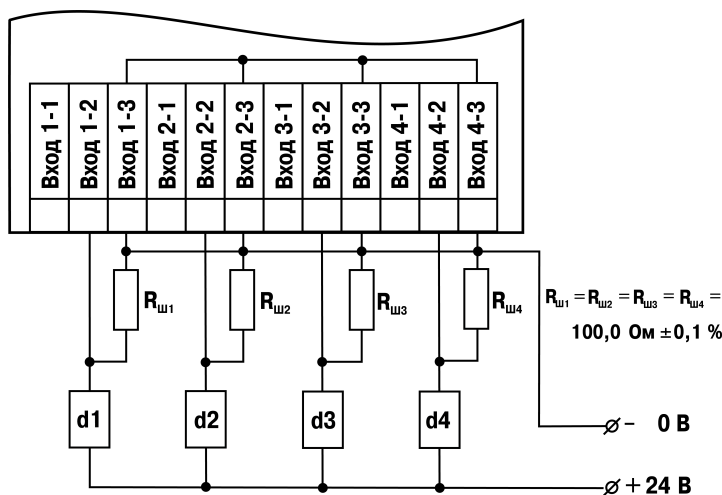 Вход 1-1
Вход 1-2
Вход 1-3
Вход 2-1
Вход 2-2
Вход 2-3
Вход 3-1
Вход 3-2
Вход 3-3
Вход 4-1
Вход 4-2
Вход 4-3
Rш1
Rш2
Rш3
Rш4
Rш1 = Rш2 = Rш3 = Rш4 =
100,0 Ом ±0,1 %
d1
d2
d3
d4
- 0 В
+ 24 В